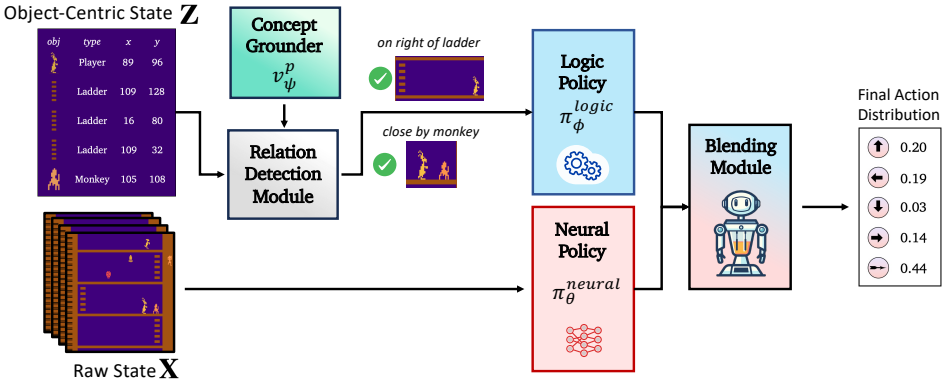 Object-Centric State Z
obj type x y
Player 89 96
Ladder 109 128
Ladder 16 80
Ladder 109 32
Monkey 105 108
Raw State X
Concept
Grounder
v_ψ^p
Relation
Detection
Module
on right of ladder
close by monkey
Logic
Policy
π_ϕ^logic
Neural
Policy
π_θ^neural
Blending
Module
Final Action
Distribution
0.20
0.19
0.03
0.14
0.44